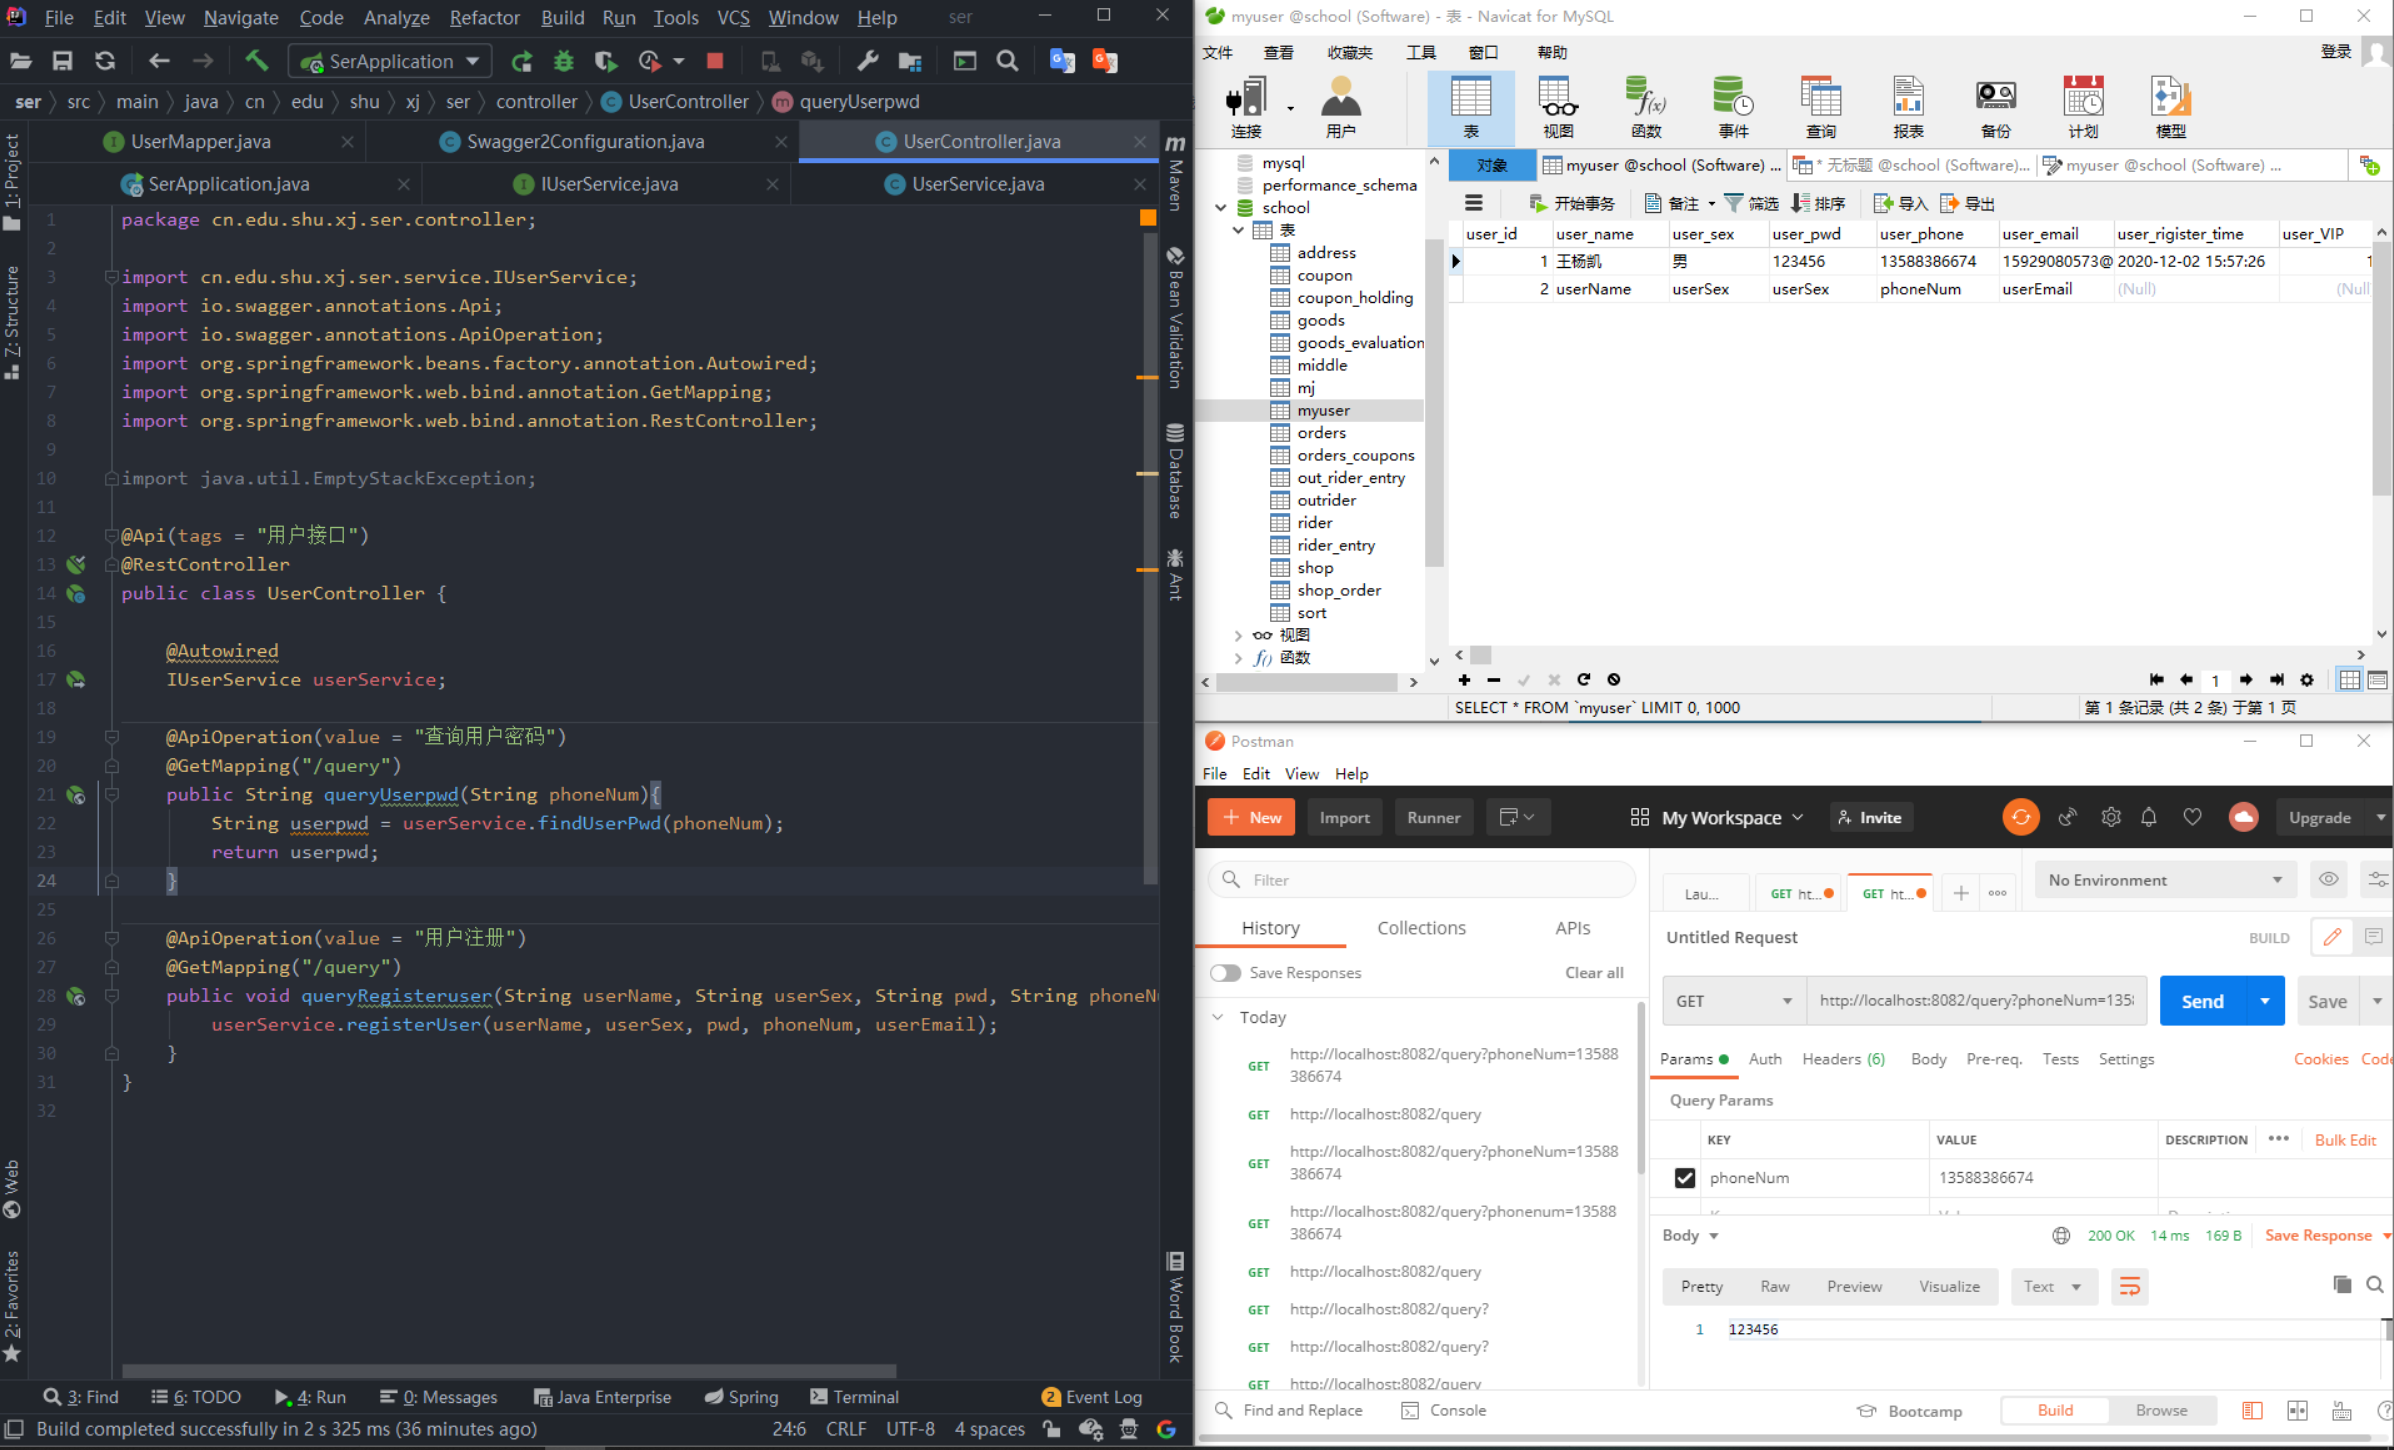 File Edit View Navigate Code Analyze Refactor Build Run Tools VCS Window Help ser
SerApplication
ser src main java cn edu shu xj ser controller UserController queryUserpwd
UserMapper.java Swagger2Configuration.java UserController.java
SerApplication.java IUserService.java UserService.java
1: Project
Z: Structure
Web
2: Favorites
1 package cn.edu.shu.xj.ser.controller;
2
3 import cn.edu.shu.xj.ser.service.IUserService;
4 import io.swagger.annotations.Api;
5 import io.swagger.annotations.ApiOperation;
6 import org.springframework.beans.factory.annotation.Autowired;
7 import org.springframework.web.bind.annotation.GetMapping;
8 import org.springframework.web.bind.annotation.RestController;
9
10 import java.util.EmptyStackException;
11
12 @Api(tags = "用户接口")
13 @RestController
14 public class UserController {
15
16 @Autowired
17 IUserService userService;
18
19 @ApiOperation(value = "查询用户密码")
20 @GetMapping("/query")
21 public String queryUserpwd(String phoneNum){
22 String userpwd = userService.findUserPwd(phoneNum);
23 return userpwd;
24 }
25
26 @ApiOperation(value = "用户注册")
27 @GetMapping("/query")
28 public void queryRegisteruser(String userName, String userSex, String pwd, String phoneN
29 userService.registerUser(userName, userSex, pwd, phoneNum, userEmail);
30 }
31 }
32
m Maven
Bean Validation
Database
Ant
Word Book
3: Find 6: TODO 4: Run 0: Messages Java Enterprise Spring Terminal 2 Event Log
Build completed successfully in 2 s 325 ms (36 minutes ago) 24:6 CRLF UTF-8 4 spaces
myuser @school (Software) - 表 - Navicat for MySQL
文件 查看 收藏夹 工具 窗口 帮助 登录
连接 用户 表 视图 函数 事件 查询 报表 备份 计划 模型
对象 myuser @school (Software) ... * 无标题 @school (Software)... myuser @school (Software) ...
开始事务 备注 筛选 排序 导入 导出
mysql
performance_schema
school
表
address
coupon
coupon_holding
goods
goods_evaluation
middle
mj
myuser
orders
orders_coupons
out_rider_entry
outrider
rider
rider_entry
shop
shop_order
sort
视图
函数
user_id user_name user_sex user_pwd user_phone user_email user_rigister_time user_VIP
1 王杨凯 男 123456 13588386674 15929080573@ 2020-12-02 15:57:26 1
2 userName userSex userSex phoneNum userEmail (Null) (Null
1
SELECT * FROM `myuser` LIMIT 0, 1000 第 1 条记录 (共 2 条) 于第 1 页
Postman
File Edit View Help
New Import Runner My Workspace Invite Upgrade
Filter
History Collections APIs
Save Responses Clear all
Today
GET http://localhost:8082/query?phoneNum=13588
386674
GET http://localhost:8082/query
GET http://localhost:8082/query?phoneNum=13588
386674
GET http://localhost:8082/query?phonenum=13588
386674
GET http://localhost:8082/query
GET http://localhost:8082/query?
GET http://localhost:8082/query?
GET http://localhost:8082/query
Lau... GET ht... GET ht... No Environment
Untitled Request BUILD
GET http://localhost:8082/query?phoneNum=135 Send Save
Params Auth Headers (6) Body Pre-req. Tests Settings Cookies Code
Query Params
KEY VALUE DESCRIPTION Bulk Edit
phoneNum 13588386674
Body 200 OK 14 ms 169 B Save Response
Pretty Raw Preview Visualize Text
1 123456
Find and Replace Console Bootcamp Build Browse